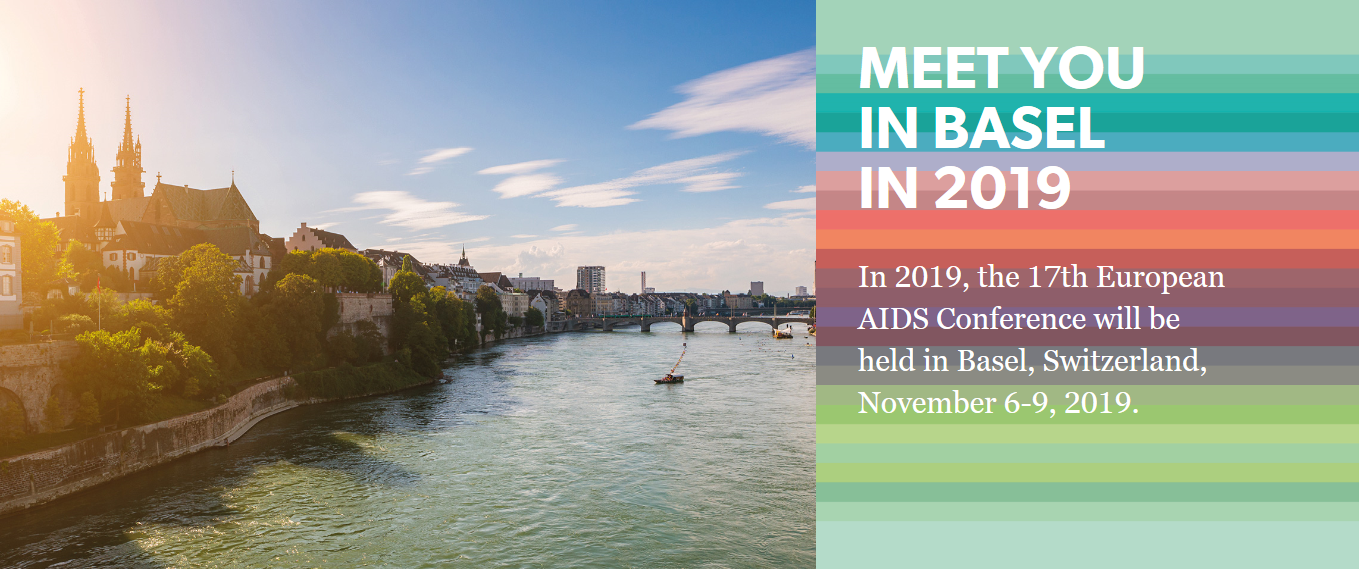 MEET YOU
IN BASEL
IN 2019
In 2019, the 17th European
AIDS Conference will be
held in Basel, Switzerland,
November 6-9, 2019.